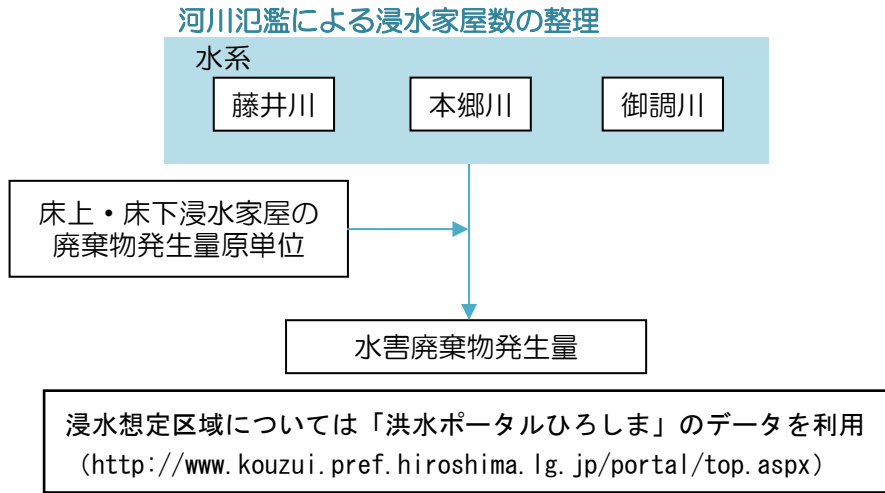 河川氾濫による浸水家屋数の整理
水系
藤井川
本郷川
御調川
床上・床下浸水家屋の
廃棄物発生量原単位
水害廃棄物発生量
浸水想定区域については「洪水ポータルひろしま」のデータを利用
（http://www.kouzui.pref.hiroshima.lg.jp/portal/top.aspx）